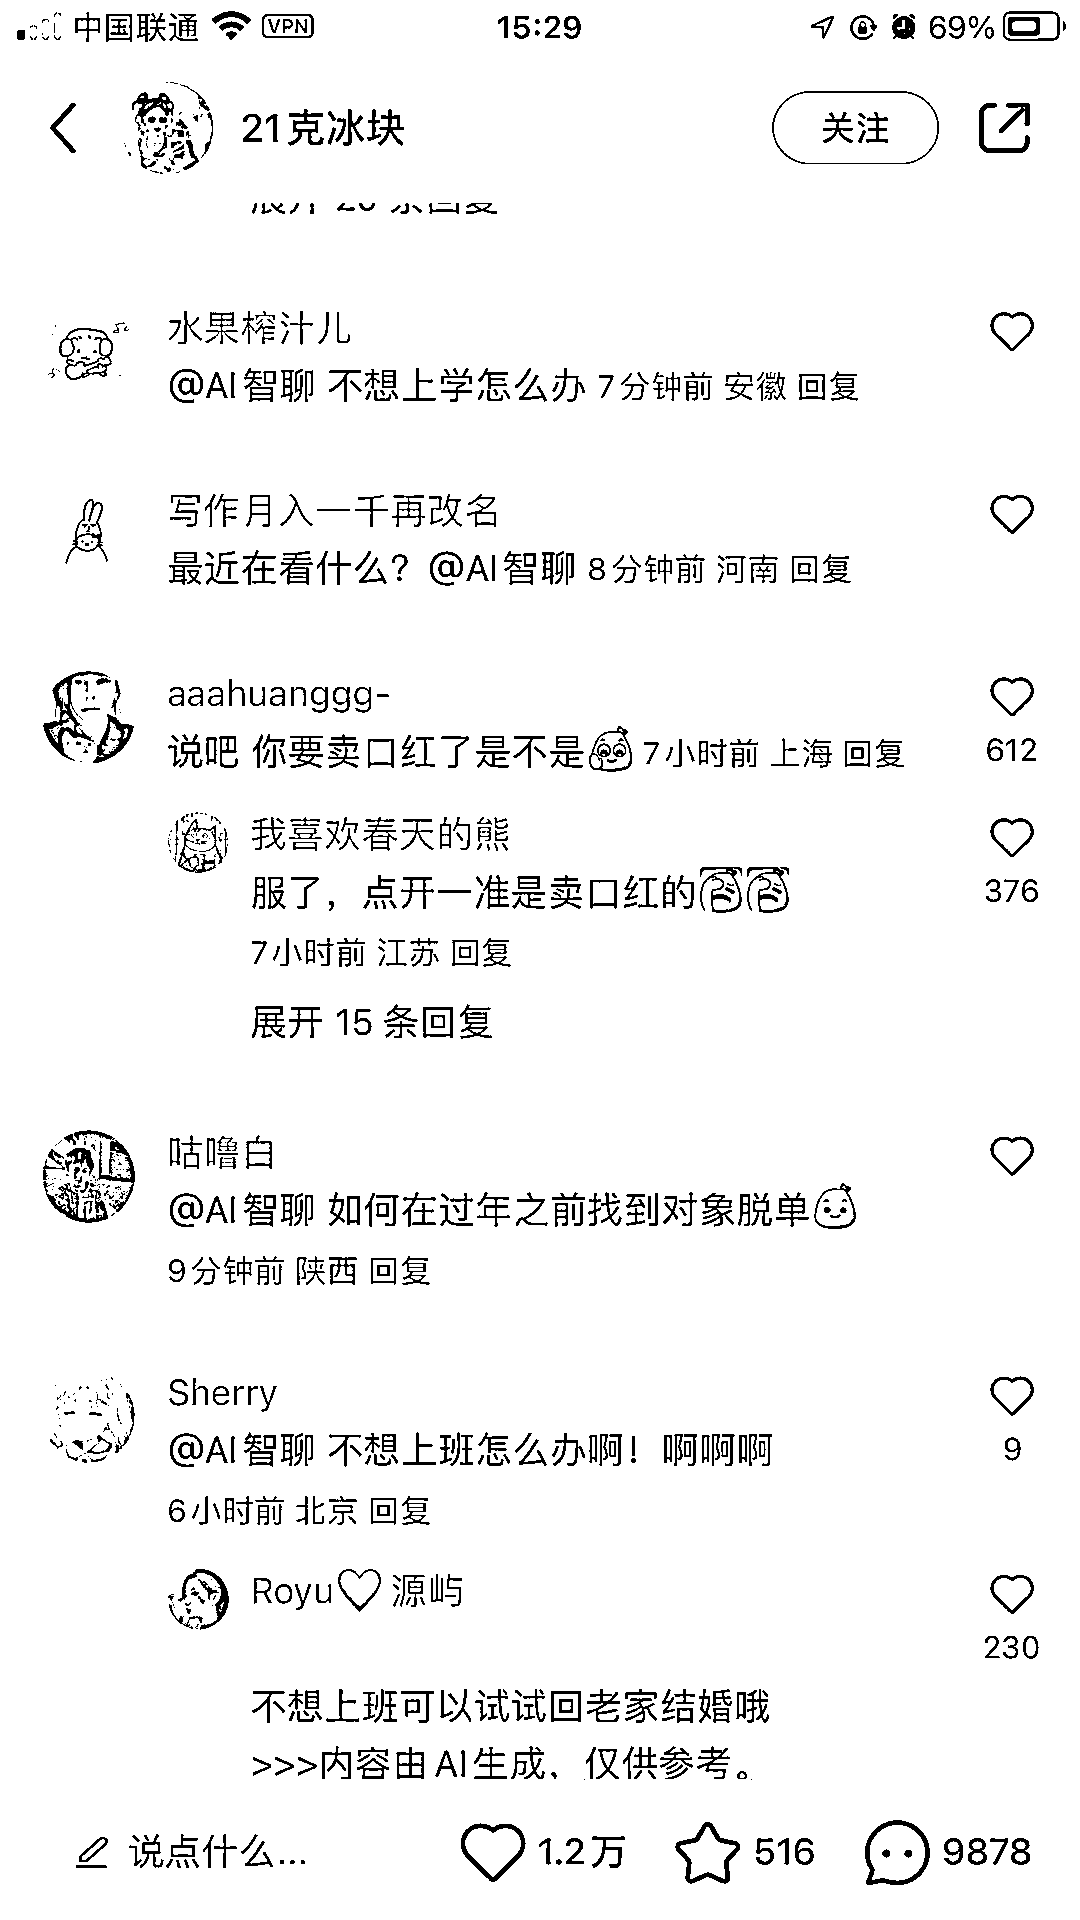 中国联通 VPN 15:29 69%
21克冰块 关注
展开 20 条回复
水果榨汁儿
@AI智聊 不想上学怎么办 7分钟前 安徽 回复
写作月入一千再改名
最近在看什么？@AI智聊 8分钟前 河南 回复
aaahuanggg-
说吧 你要卖口红了是不是 7小时前 上海 回复
612
我喜欢春天的熊
服了，点开一准是卖口红的
376
7小时前 江苏 回复
展开 15 条回复
咕噜白
@AI智聊 如何在过年之前找到对象脱单
9分钟前 陕西 回复
Sherry
@AI智聊 不想上班怎么办啊！啊啊啊
9
6小时前 北京 回复
Royu♡源屿
230
不想上班可以试试回老家结婚哦
>>>内容由AI生成，仅供参考。
说点什么... 1.2万 516 9878